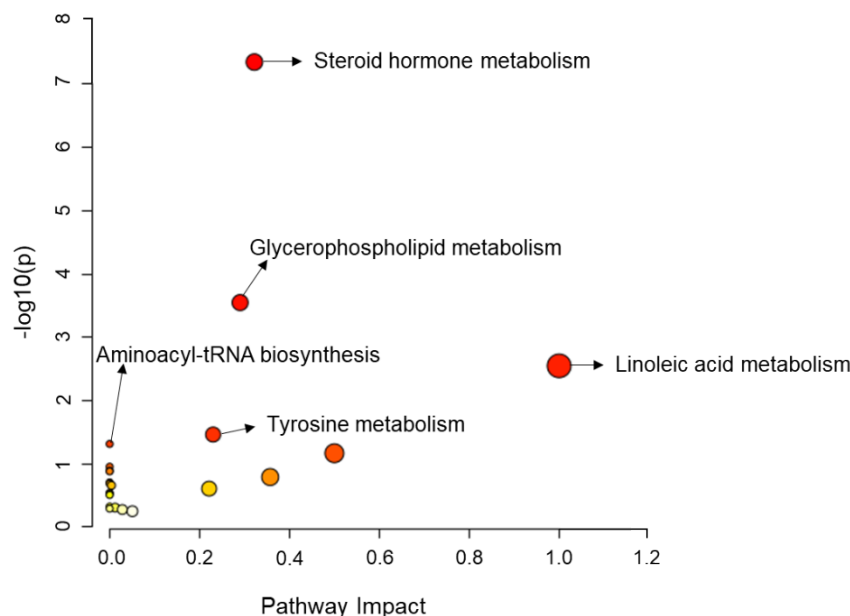 8
Steroid hormone metabolism
7
6
5
Glycerophospholipid metabolism
4
-log10(p)
3
Aminoacyl-tRNA biosynthesis
Linoleic acid metabolism
2
Tyrosine metabolism
1
0
0.0 0.2 0.4 0.6 0.8 1.0 1.2
Pathway Impact